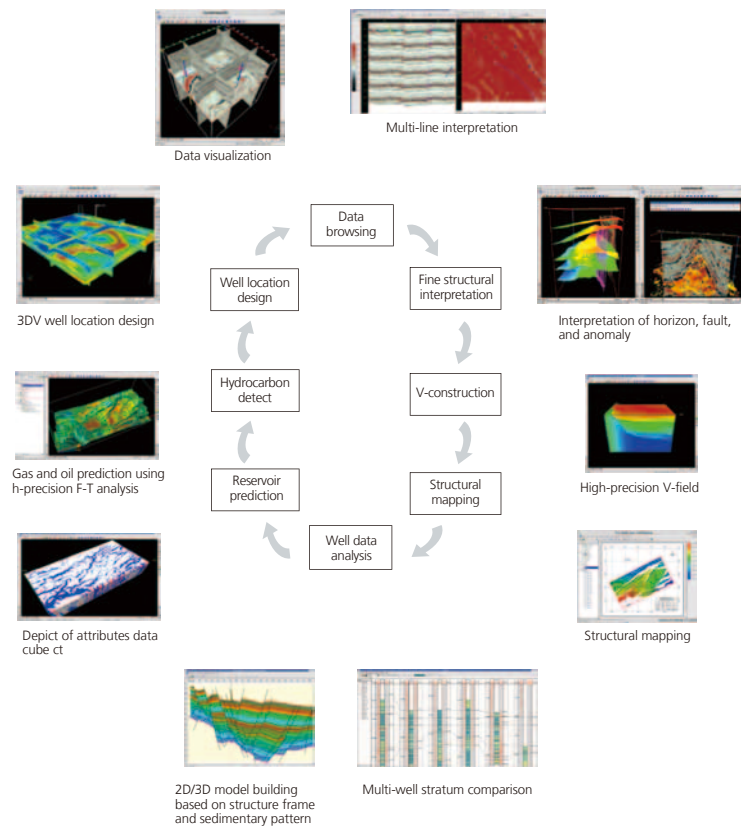 Data visualization
Multi-line interpretation
Data
browsing
Well location
design
Fine structural
interpretation
3DV well location design
Interpretation of horizon, fault,
and anomaly
Hydrocarbon
detect
V-construction
Gas and oil prediction using
h-precision F-T analysis
Reservoir
prediction
Structural
mapping
High-precision V-field
Well data
analysis
Depict of attributes data
cube ct
Structural mapping
2D/3D model building
based on structure frame
and sedimentary pattern
Multi-well stratum comparison